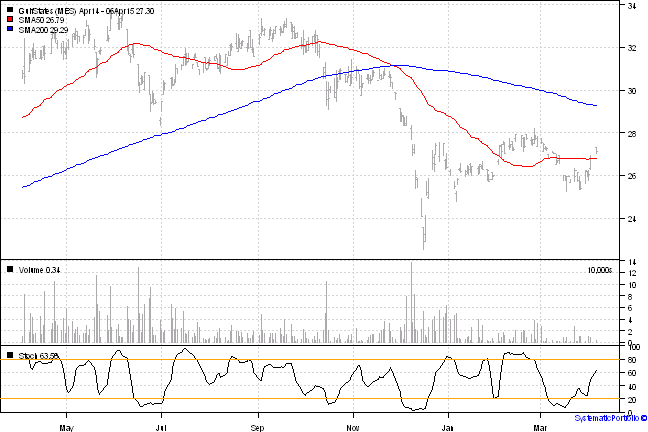 GulfStates (MES) Apr14 - 06Apr15 27.30
SMA50 26.79
SMA200 29.29
34
32
30
28
26
24
Volume 0.34
10,000s
14
12
10
8
6
4
2
0
Stoch 63.59
100
80
60
40
20
0
May Jul Sep Nov Jan Mar
SystematicPortfolio ©